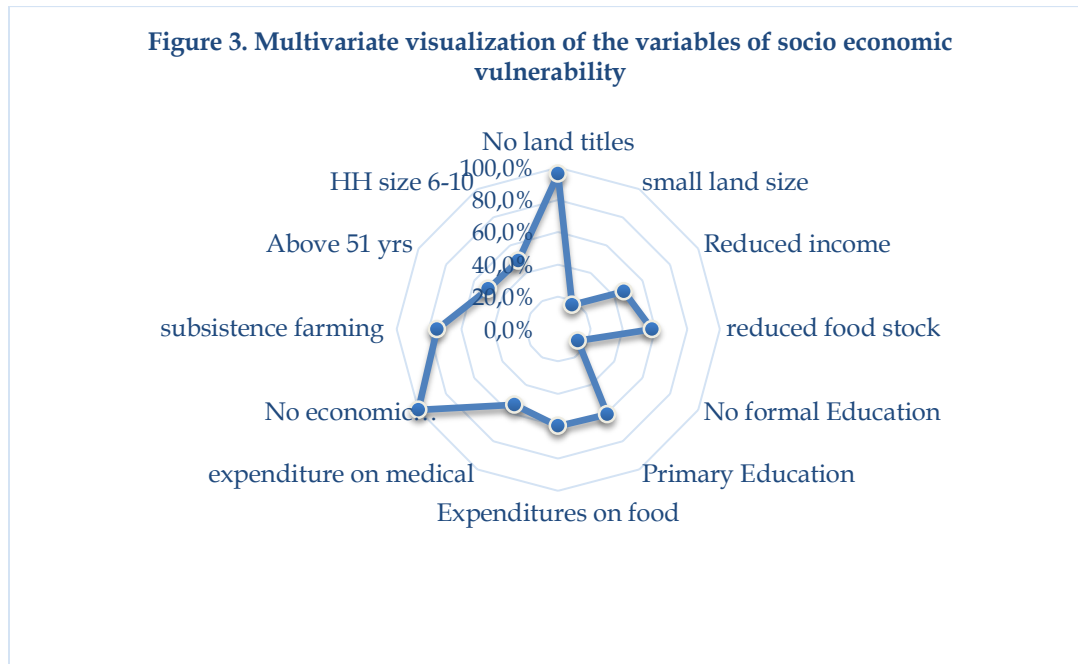 Figure 3. Multivariate visualization of the variables of socio economic
vulnerability
No land titles
100,0%
HH size 6-10
small land size
80,0%
60,0%
Above 51 yrs
Reduced income
40,0%
20,0%
subsistence farming
0,0%
reduced food stock
No economic…
No formal Education
expenditure on medical
Primary Education
Expenditures on food